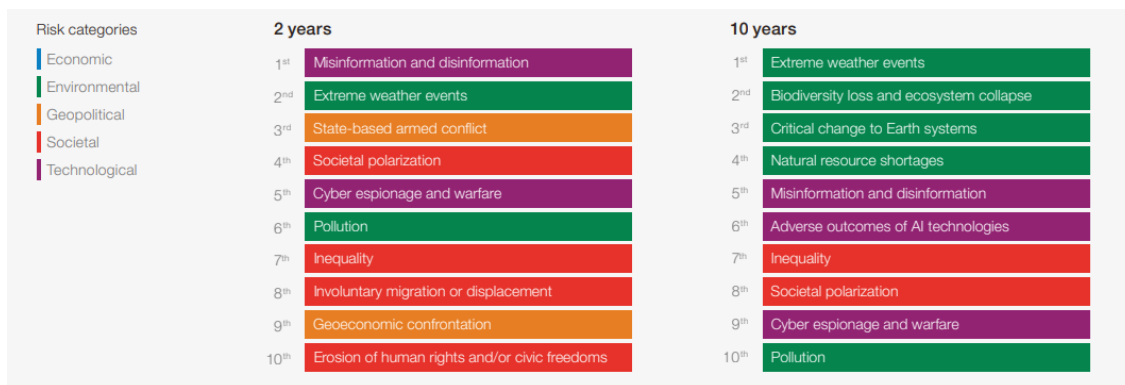 Risk categories
Economic
Environmental
Geopolitical
Societal
Technological
2 years
1st Misinformation and disinformation
2nd Extreme weather events
3rd State-based armed conflict
4th Societal polarization
5th Cyber espionage and warfare
6th Pollution
7th Inequality
8th Involuntary migration or displacement
9th Geoeconomic confrontation
10th Erosion of human rights and/or civic freedoms
10 years
1st Extreme weather events
2nd Biodiversity loss and ecosystem collapse
3rd Critical change to Earth systems
4th Natural resource shortages
5th Misinformation and disinformation
6th Adverse outcomes of AI technologies
7th Inequality
8th Societal polarization
9th Cyber espionage and warfare
10th Pollution